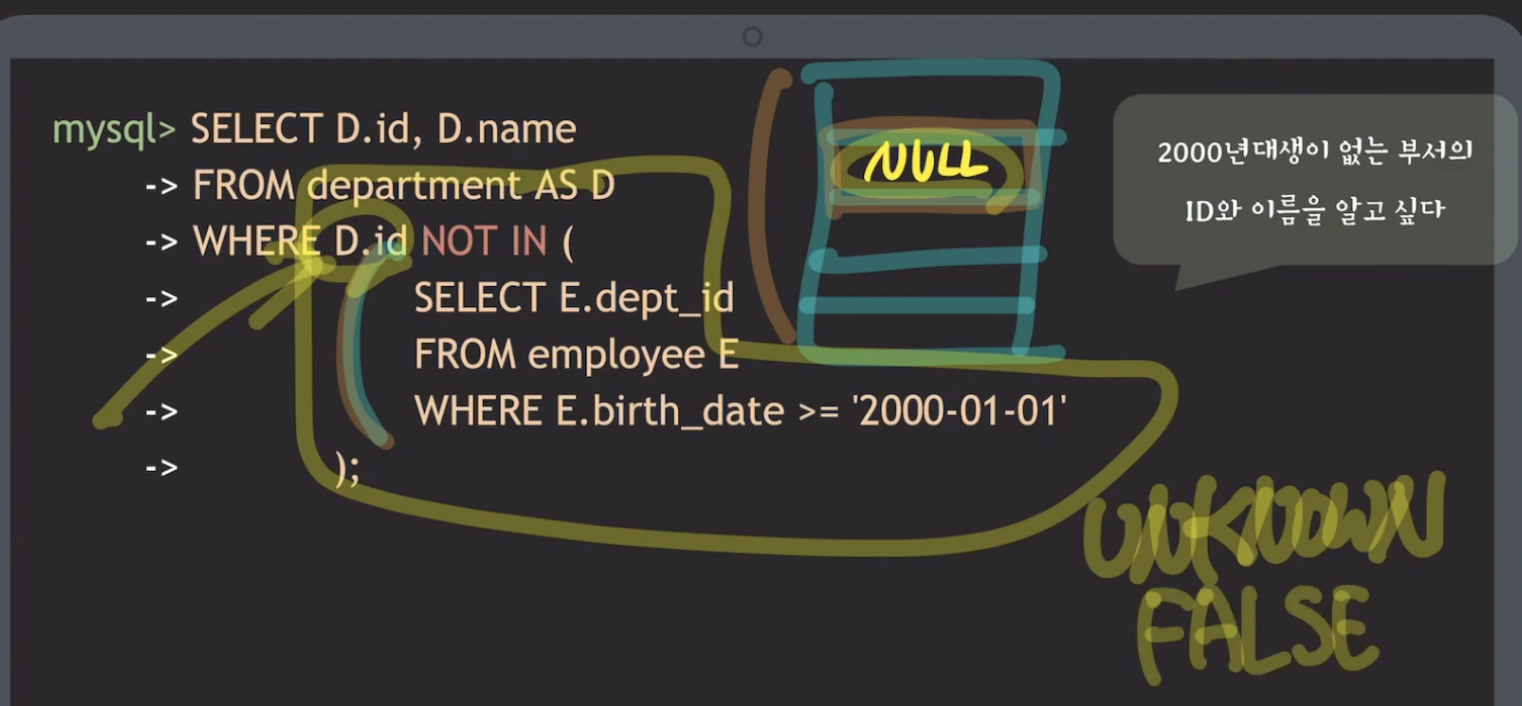 mysql> SELECT D.id, D.name
-> FROM department AS D
-> WHERE D.id NOT IN (
-> SELECT E.dept_id
-> FROM employee E
-> WHERE E.birth_date >= '2000-01-01'
-> );
NULL
2000년대생이 없는 부서의
ID와 이름을 알고 싶다
UNKNOWN
FALSE